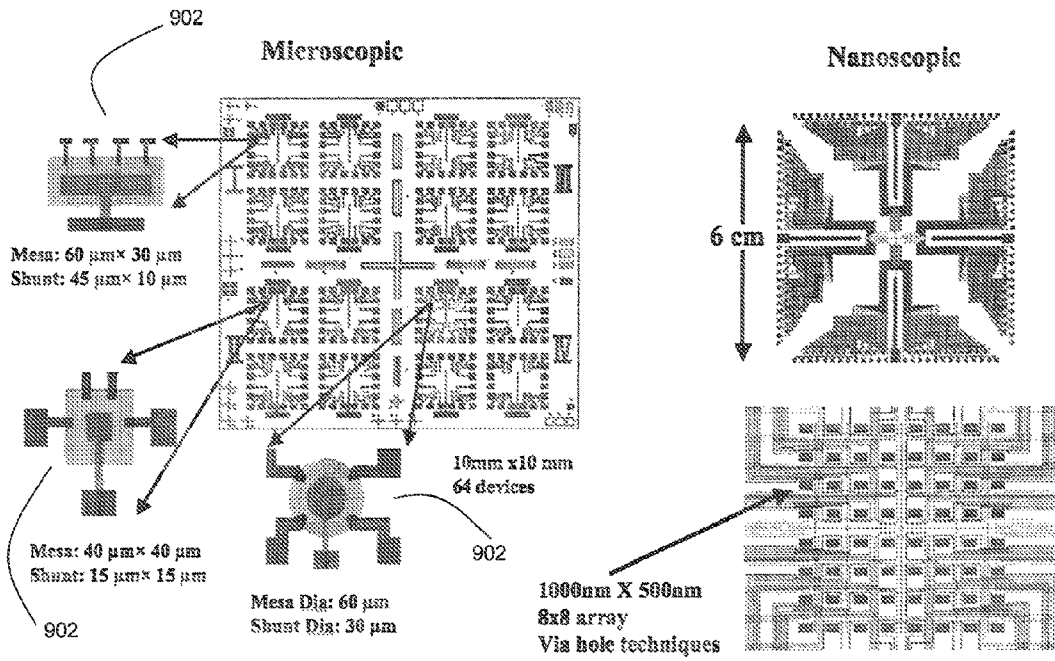 902
Microscopic
Nanoscopic
Mesa: 60 μm× 30 μm
Shunt: 45 μm× 10 μm
6 cm
10mm x10 mm
64 devices
902
Mesa: 40 μm× 40 μm
Shunt: 15 μm× 15 μm
902
Mesa Dia: 60 μm
Shunt Dia: 30 μm
1000nm X 500nm
8x8 array
Via hole techniques